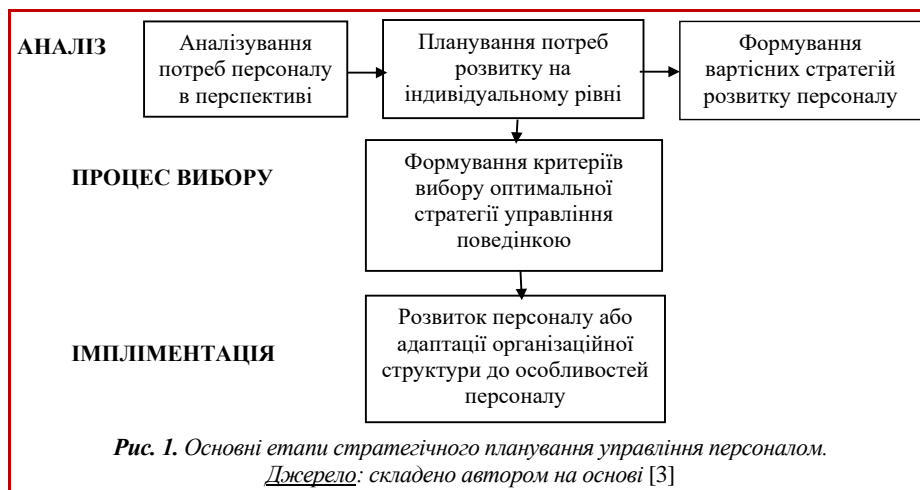 АНАЛІЗ
Аналізування
потреб персоналу
в перспективі
Планування потреб
розвитку на
індивідуальному рівні
Формування
вартісних стратегій
розвитку персоналу
ПРОЦЕС ВИБОРУ
Формування критеріїв
вибору оптимальної
стратегії управління
поведінкою
ІМПЛІМЕНТАЦІЯ
Розвиток персоналу або
адаптації організаційної
структури до особливостей
персоналу
Рис. 1. Основні етапи стратегічного планування управління персоналом.
Джерело: складено автором на основі [3]